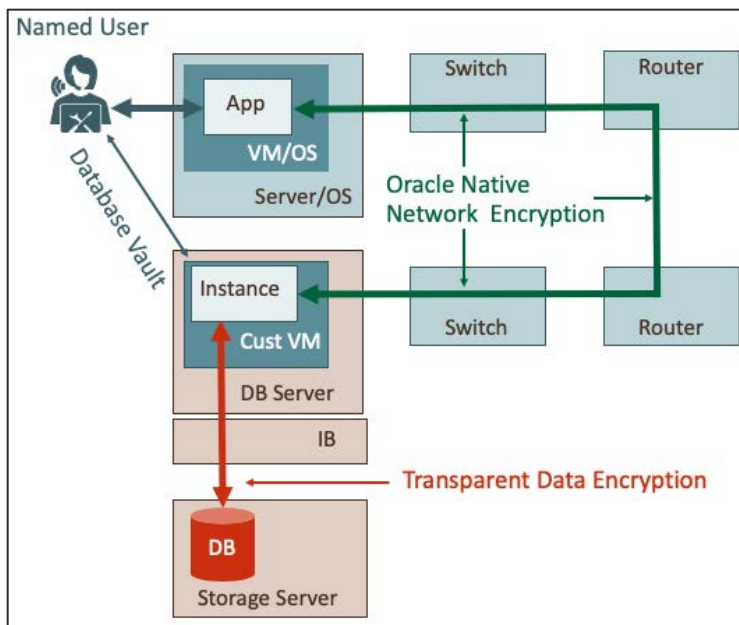 Named User
App
VM/OS
Server/OS
Switch
Router
Oracle Native
Network Encryption
Database Vault
Instance
Cust VM
DB Server
Switch
Router
IB
Transparent Data Encryption
DB
Storage Server